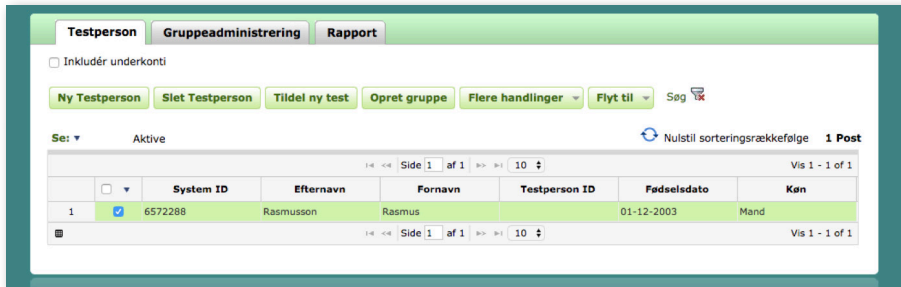 Testperson Gruppeadministrering Rapport
Inkludér underkonti
Ny Testperson Slet Testperson Tildel ny test Opret gruppe Flere handlinger Flyt til Søg
Se: Aktive Nulstil sorteringsrækkefølge 1 Post
Side 1 af 1 10 Vis 1 - 1 of 1
System ID Efternavn Fornavn Testperson ID Fødselsdato Køn
1 6572288 Rasmusson Rasmus 01-12-2003 Mand
Side 1 af 1 10 Vis 1 - 1 of 1